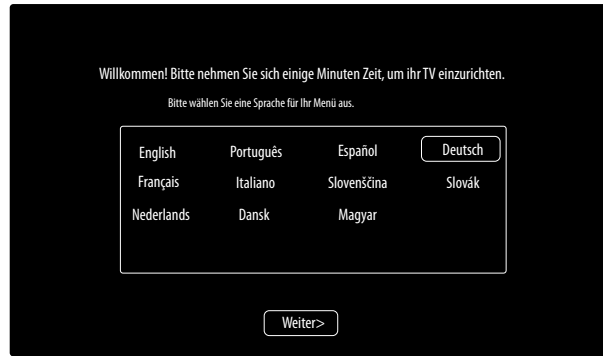 Willkommen! Bitte nehmen Sie sich einige Minuten Zeit, um ihr TV einzurichten.
Bitte wählen Sie eine Sprache für Ihr Menü aus.
English Português Español Deutsch
Français Italiano Slovenščina Slovák
Nederlands Dansk Magyar
Weiter>